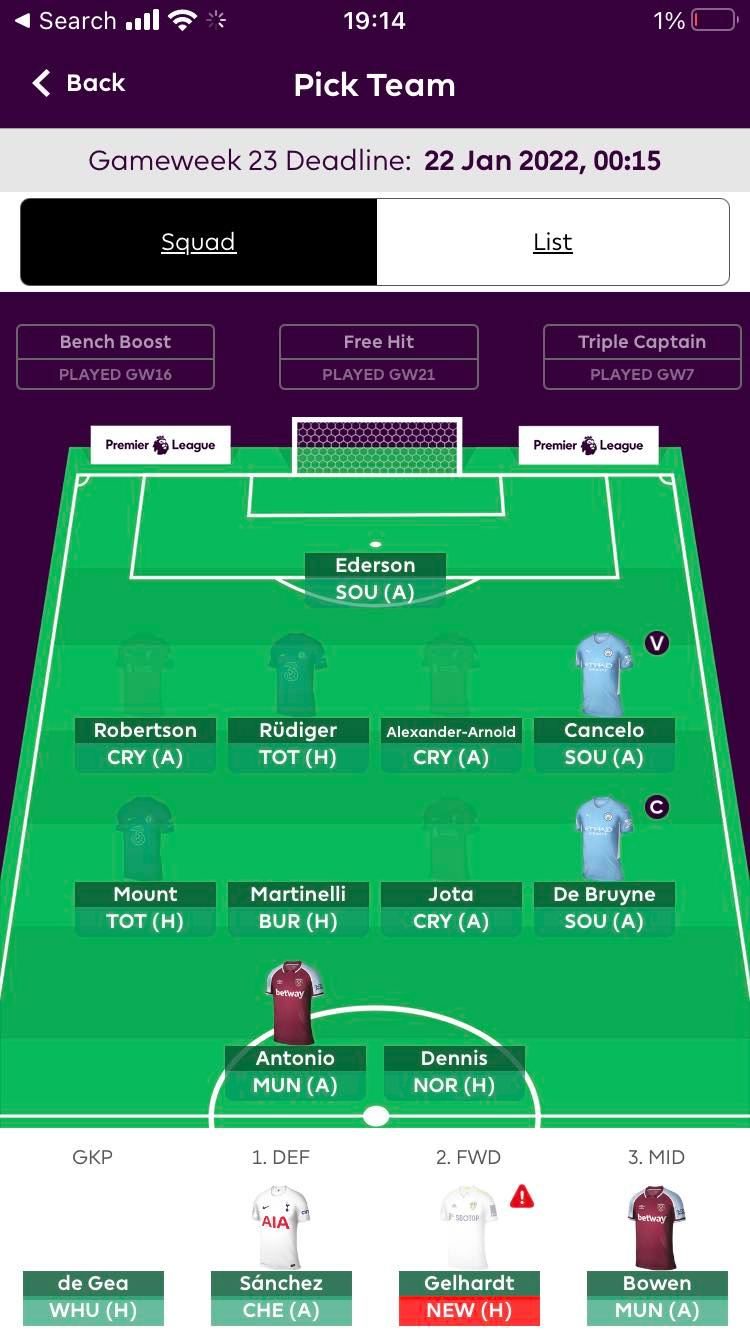 Search
19:14
1%
Back
Pick Team
Gameweek 23 Deadline: 22 Jan 2022, 00:15
Squad
List
Bench Boost
PLAYED GW16
Free Hit
PLAYED GW21
Triple Captain
PLAYED GW7
Premier League
Premier League
Ederson
SOU (A)
V
3
ETIHAD
Robertson
CRY (A)
Rüdiger
TOT (H)
Alexander-Arnold
CRY (A)
Cancelo
SOU (A)
C
3
ETIHAD
Mount
TOT (H)
Martinelli
BUR (H)
Jota
CRY (A)
De Bruyne
SOU (A)
betway
Antonio
MUN (A)
Dennis
NOR (H)
GKP
1. DEF
2. FWD
3. MID
AIA
SBOTOP
betway
de Gea
WHU (H)
Sánchez
CHE (A)
Gelhardt
NEW (H)
Bowen
MUN (A)